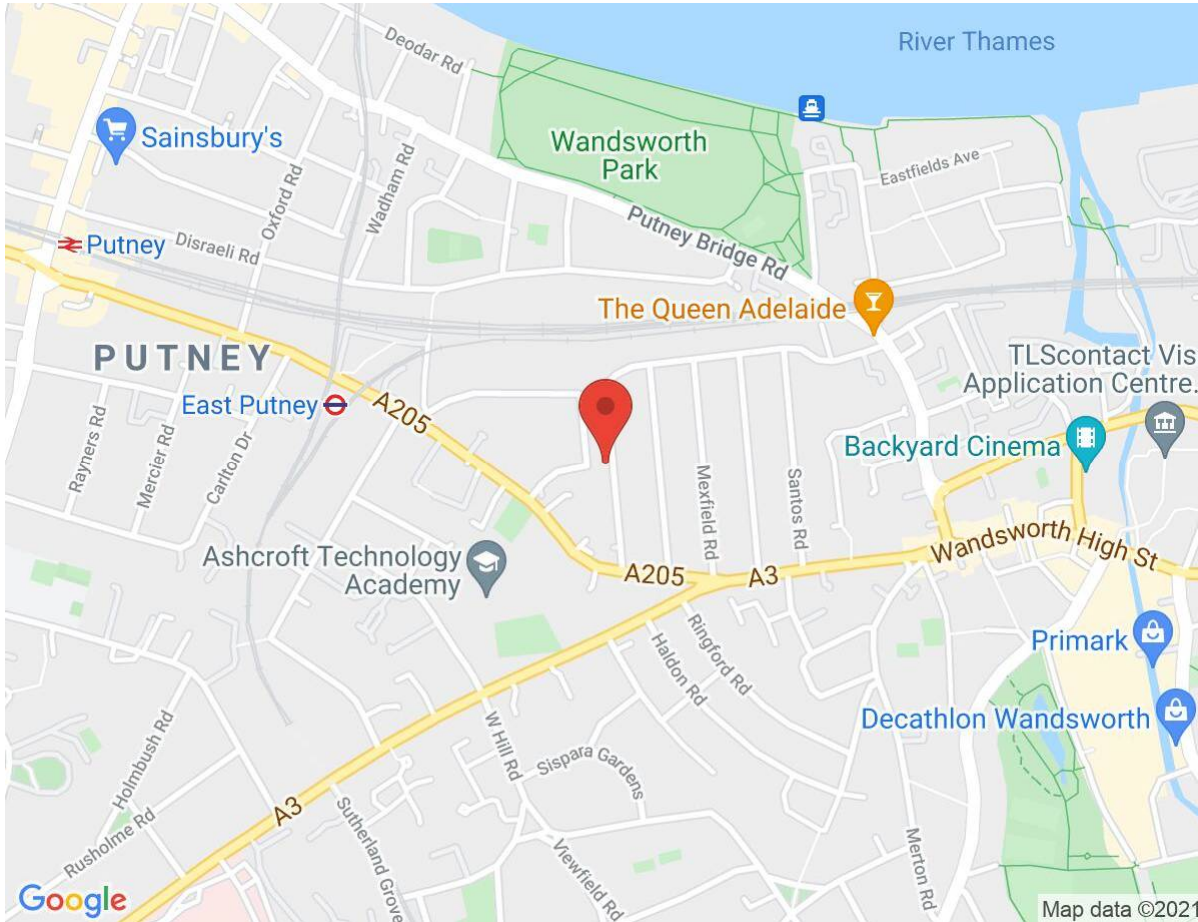 Deodar Rd
River Thames
Sainsbury's
Wandsworth
Park
Oxford Rd
Wadham Rd
Eastfields Ave
Putney
Disraeli Rd
Putney Bridge Rd
The Queen Adelaide
PUTNEY
TLScontact Vis
Application Centre.
East Putney
A205
Rayners Rd
Mercier Rd
Carlton Dr
Backyard Cinema
Mexfield Rd
Santos Rd
Ashcroft Technology
Academy
Wandsworth High St
A205
A3
Ringford Rd
Haldon Rd
Primark
Holmbush Rd
W Hill Rd
Decathlon Wandsworth
Sispara Gardens
A3
Rusholme Rd
Sutherland Grove
Viewfield Rd
Merton Rd
Google
Map data ©2021